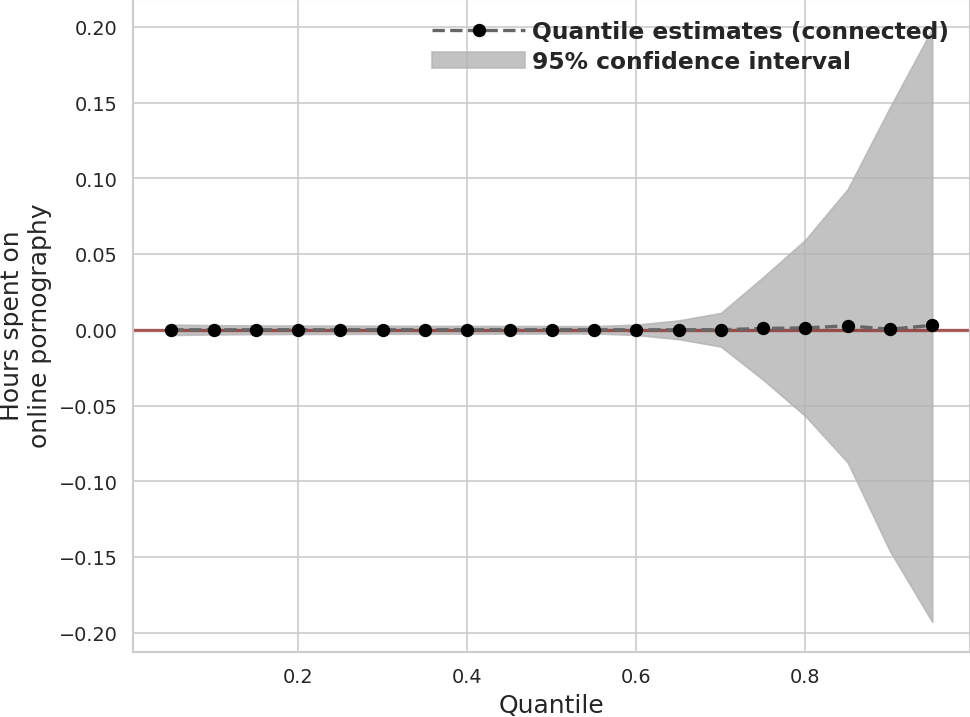 Quantile estimates (connected)
95% confidence interval
0.20
0.15
0.10
0.05
0.00
−0.05
−0.10
−0.15
−0.20
Hours spent on
online pornography
0.2
0.4
0.6
0.8
Quantile